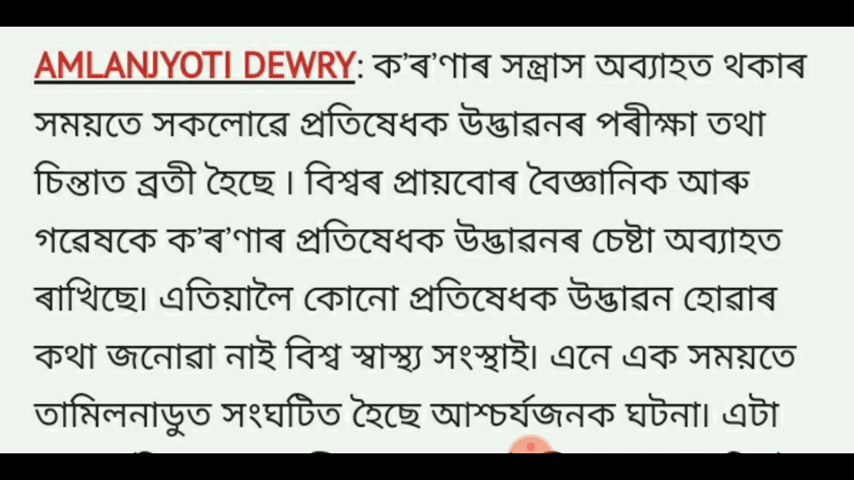 AMLANJYOTI DEWRY: ক’ৰ’ণাৰ সন্ত্ৰাস অব্যাহত থকাৰ
সময়তে সকলোৱে প্ৰতিষেধক উদ্ভাৱনৰ পৰীক্ষা তথা
চিন্তাত ব্ৰতী হৈছে । বিশ্বৰ প্ৰায়বোৰ বৈজ্ঞানিক আৰু
গৱেষকে ক’ৰ’ণাৰ প্ৰতিষেধক উদ্ভাৱনৰ চেষ্টা অব্যাহত
ৰাখিছে। এতিয়ালৈ কোনো প্ৰতিষেধক উদ্ভাৱন হোৱাৰ
কথা জনোৱা নাই বিশ্ব স্বাস্থ্য সংস্থাই। এনে এক সময়তে
তামিলনাডুত সংঘটিত হৈছে আশ্চৰ্যজনক ঘটনা। এটা